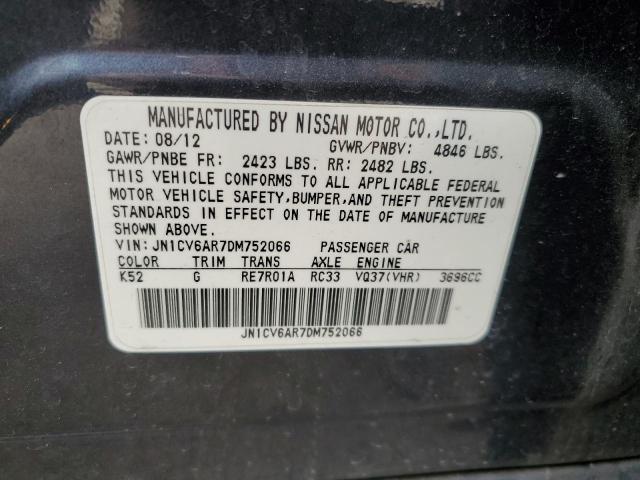 MANUFACTURED BY NISSAN MOTOR CO.,LTD.
DATE: 08/12 GVWR/PNBV: 4846 LBS.
GAWR/PNBE FR: 2423 LBS. RR: 2482 LBS.
THIS VEHICLE CONFORMS TO ALL APPLICABLE FEDERAL
MOTOR VEHICLE SAFETY,BUMPER,AND THEFT PREVENTION
STANDARDS IN EFFECT ON THE DATE OF MANUFACTURE
SHOWN ABOVE.
VIN: JN1CV6AR7DM752066 PASSENGER CAR
COLOR TRIM TRANS AXLE ENGINE
K52 G RE7R01A RC33 VQ37(VHR) 3696CC
JN1CV6AR7DM752066